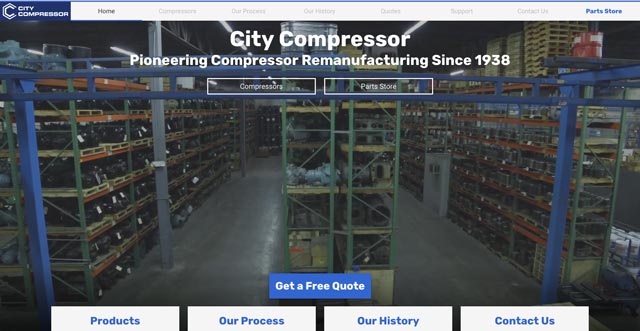 CITY COMPRESSOR
Home
Compressors
Our Process
Our History
Quotes
Support
Contact Us
Parts Store
City Compressor
Pioneering Compressor Remanufacturing Since 1938
Compressors
Parts Store
Get a Free Quote
Products
Our Process
Our History
Contact Us